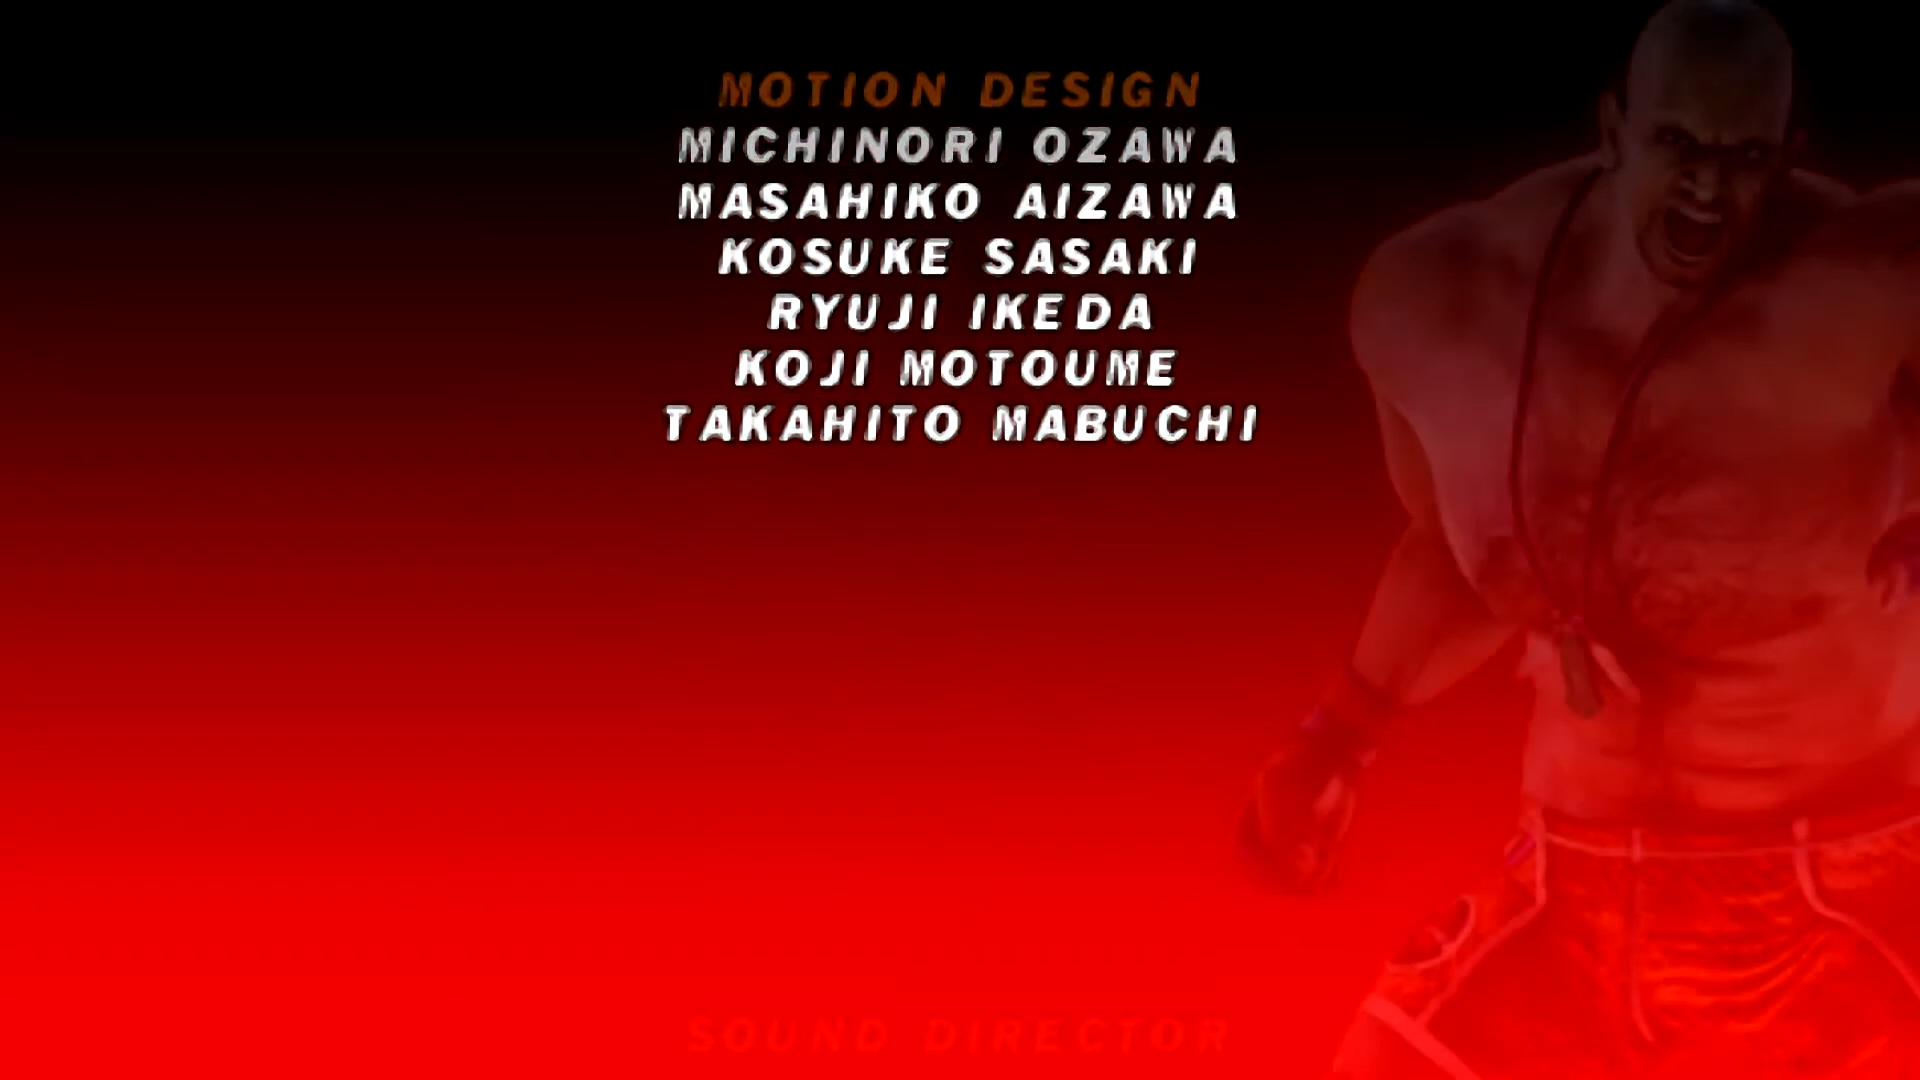 MOTION DESIGN
MICHINORI OZAWA
MASAHIKO AIZAWA
KOSUKE SASAKI
RYUJI IKEDA
KOJI MOTOUME
TAKAHITO MABUCHI
SOUND DIRECTOR